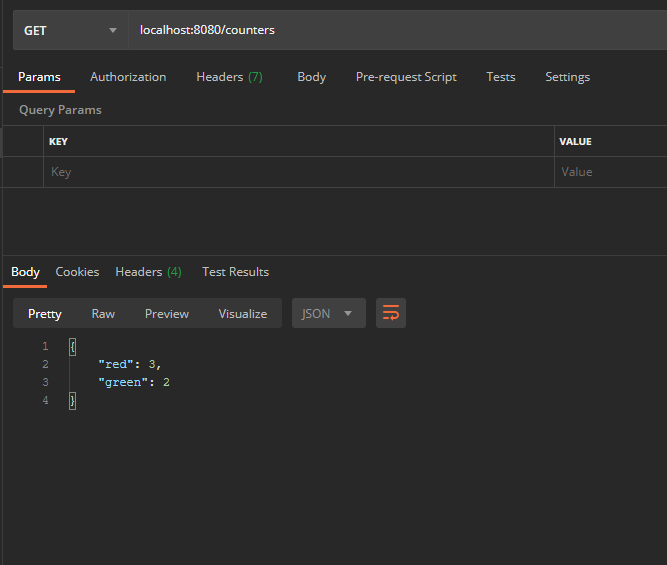 GET localhost:8080/counters
Params Authorization Headers (7) Body Pre-request Script Tests Settings
Query Params
KEY VALUE
Key Value
Body Cookies Headers (4) Test Results
Pretty Raw Preview Visualize JSON
1 {
2 "red": 3,
3 "green": 2
4 }